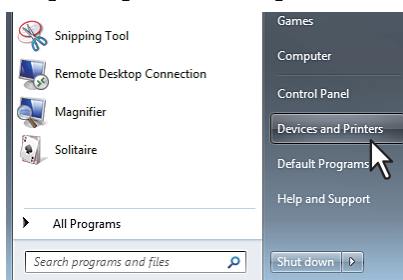 Snipping Tool
Remote Desktop Connection
Magnifier
Solitaire
All Programs
Search programs and files
Games
Computer
Control Panel
Devices and Printers
Default Programs
Help and Support
Shut down